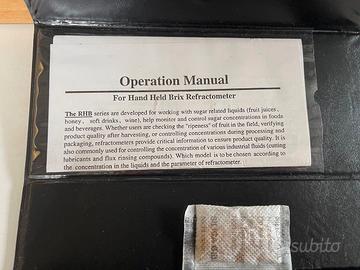 Operation Manual
For Hand Held Brix Refractometer
The RHB series are developed for working with sugar related liquids (fruit juices,
honey, soft drinks, wine), help monitor and control sugar concentration in foods
and beverages. Whether users are checking the "ripeness" of fruit in the field, verifying
product quality after harvesting, or controlling concentrations during processing and
packaging, refractometers provide critical information to ensure product quality. It is
also commonly used for controlling the concentration of various industrial fluids (cutting
lubricants and flux rinsing compounds). Which model is to be chosen according to
the concentration in the liquids and the parameter of refractometer.
subito